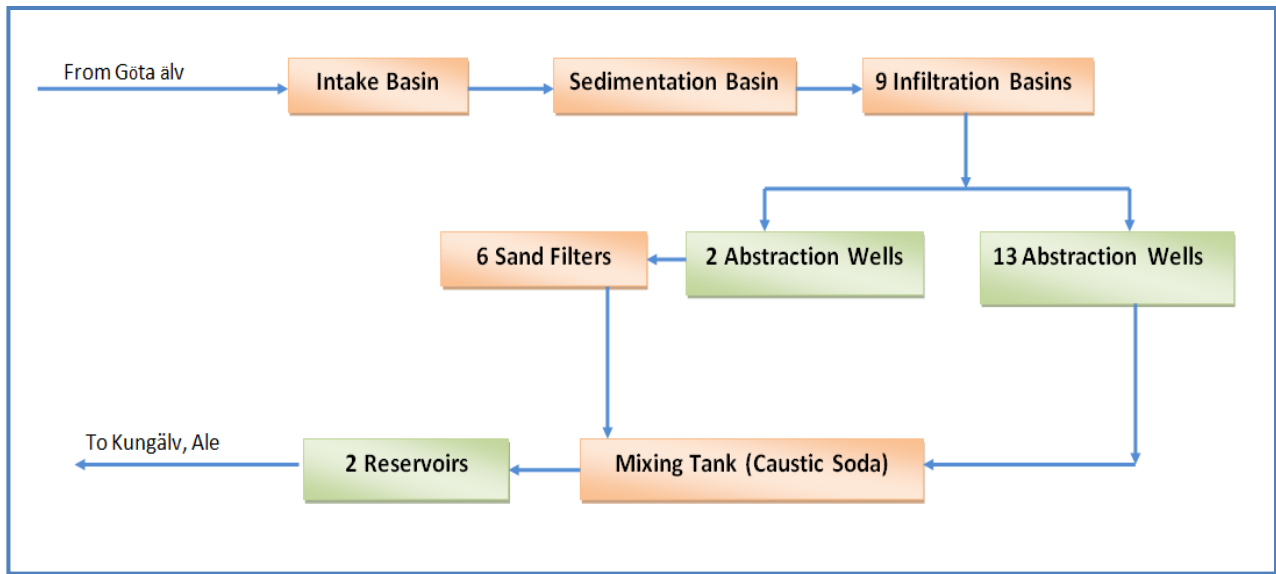 From Göta älv
Intake Basin
Sedimentation Basin
9 Infiltration Basins
6 Sand Filters
2 Abstraction Wells
13 Abstraction Wells
To Kungälv, Ale
2 Reservoirs
Mixing Tank (Caustic Soda)